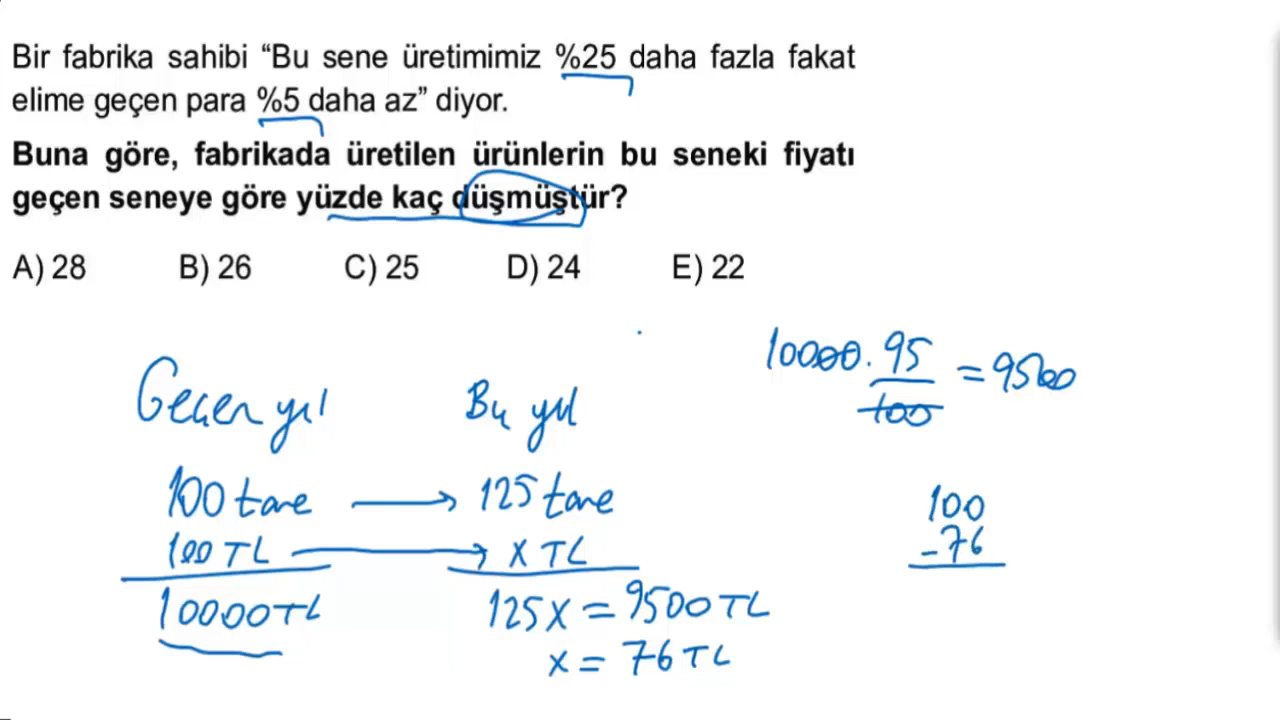 Bir fabrika sahibi “Bu sene üretimimiz %25 daha fazla fakat
elime geçen para %5 daha az” diyor.
Buna göre, fabrikada üretilen ürünlerin bu seneki fiyatı
geçen seneye göre yüzde kaç düşmüştür?
A) 28 B) 26 C) 25 D) 24 E) 22
10000 . 95/100 = 9500
Geçen yıl Bu yıl
100 tane → 125 tane
100 TL → x TL
10000 TL
125x = 9500 TL
x = 76 TL
100
- 76